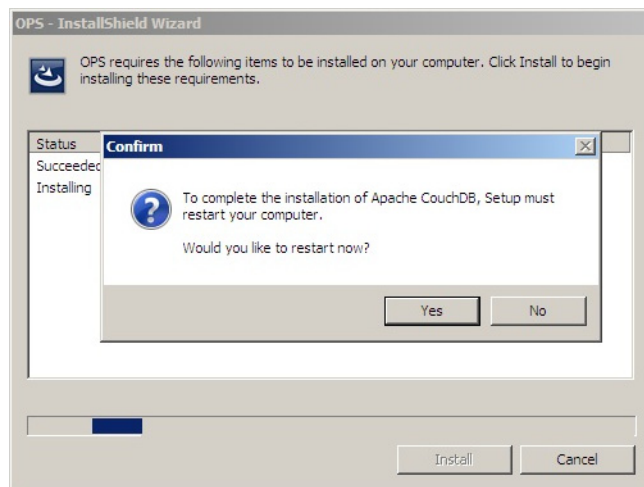 OPS - InstallShield Wizard
OPS requires the following items to be installed on your computer. Click Install to begin
installing these requirements.
Status
Succeeded
Installing
Confirm
To complete the installation of Apache CouchDB, Setup must
restart your computer.
Would you like to restart now?
Yes No
Install Cancel